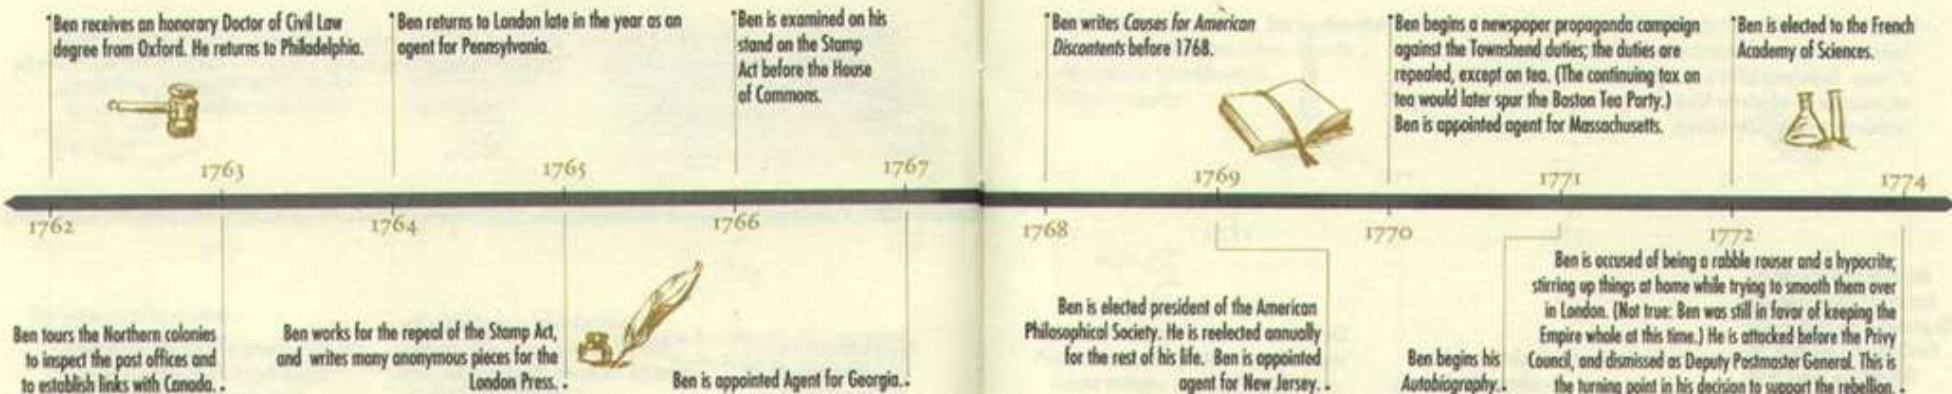 Ben receives an honorary Doctor of Civil Law
degree from Oxford. He returns to Philadelphia.
Ben returns to London late in the year as an
agent for Pennsylvania.
Ben is examined on his
stand on the Stamp
Act before the House
of Commons.
Ben writes Causes for American
Discontents before 1768.
Ben begins a newspaper propaganda campaign
against the Townshend duties; the duties are
repealed, except on tea. (The continuing tax on
tea would later spur the Boston Tea Party.)
Ben is appointed agent for Massachusetts.
Ben is elected to the French
Academy of Sciences.
1763
1765
1767
1769
1771
1774
1762
1764
1766
1768
1770
1772
Ben tours the Northern colonies
to inspect the post offices and
to establish links with Canada.
Ben works for the repeal of the Stamp Act,
and writes many anonymous pieces for the
London Press.
Ben is appointed Agent for Georgia.
Ben is elected president of the American
Philosophical Society. He is reelected annually
for the rest of his life. Ben is appointed
agent for New Jersey.
Ben begins his
Autobiography.
Ben is accused of being a rabble rouser and a hypocrite;
stirring up things at home while trying to smooth them over
in London. (Not true: Ben was still in favor of keeping the
Empire whole at this time.) He is attacked before the Privy
Council, and dismissed as Deputy Postmaster General. This is
the turning point in his decision to support the rebellion.